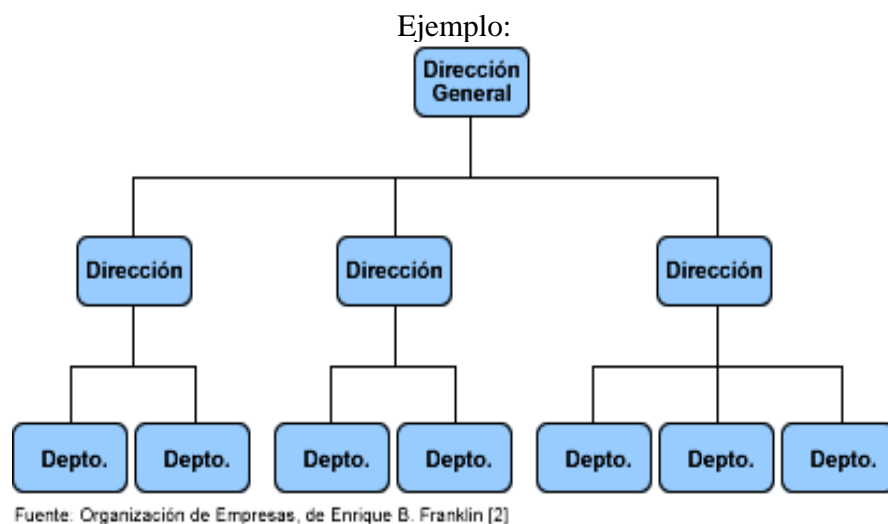 Ejemplo:
Dirección
General
Dirección
Dirección
Dirección
Depto.
Depto.
Depto.
Depto.
Depto.
Depto.
Depto.
Fuente: Organización de Empresas, de Enrique B. Franklin [2]